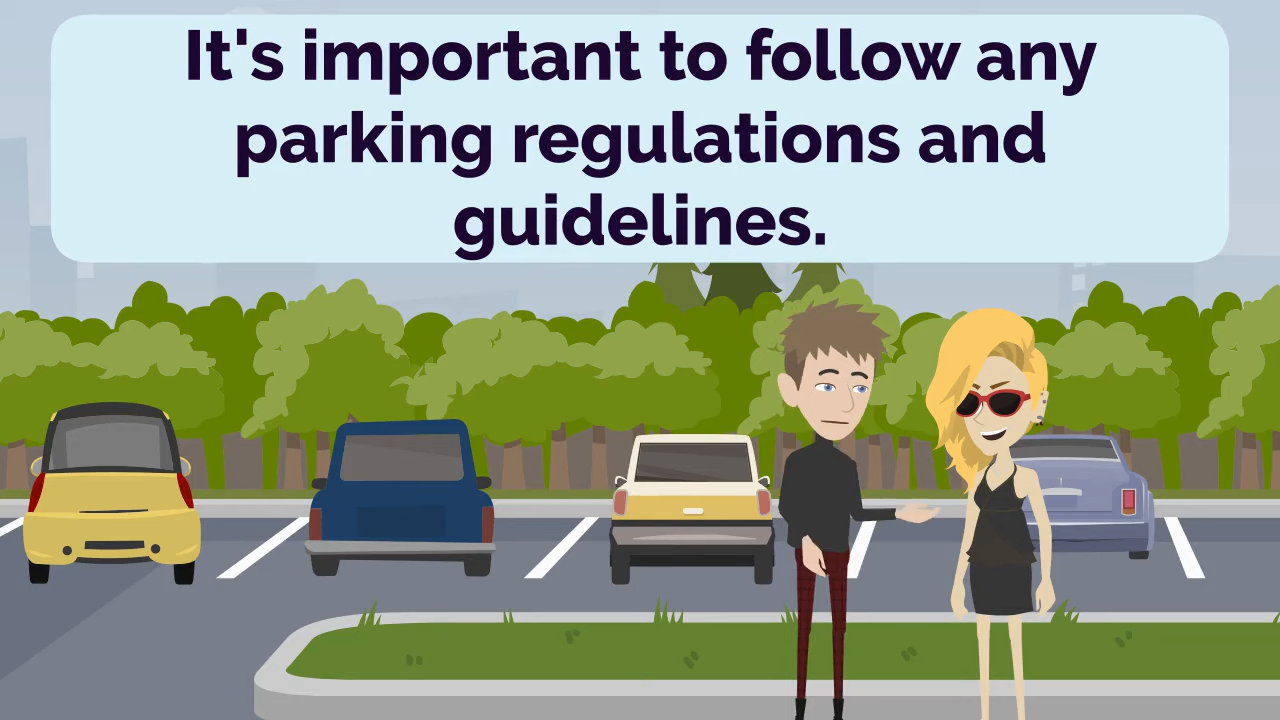 It's important to follow any
parking regulations and
guidelines.